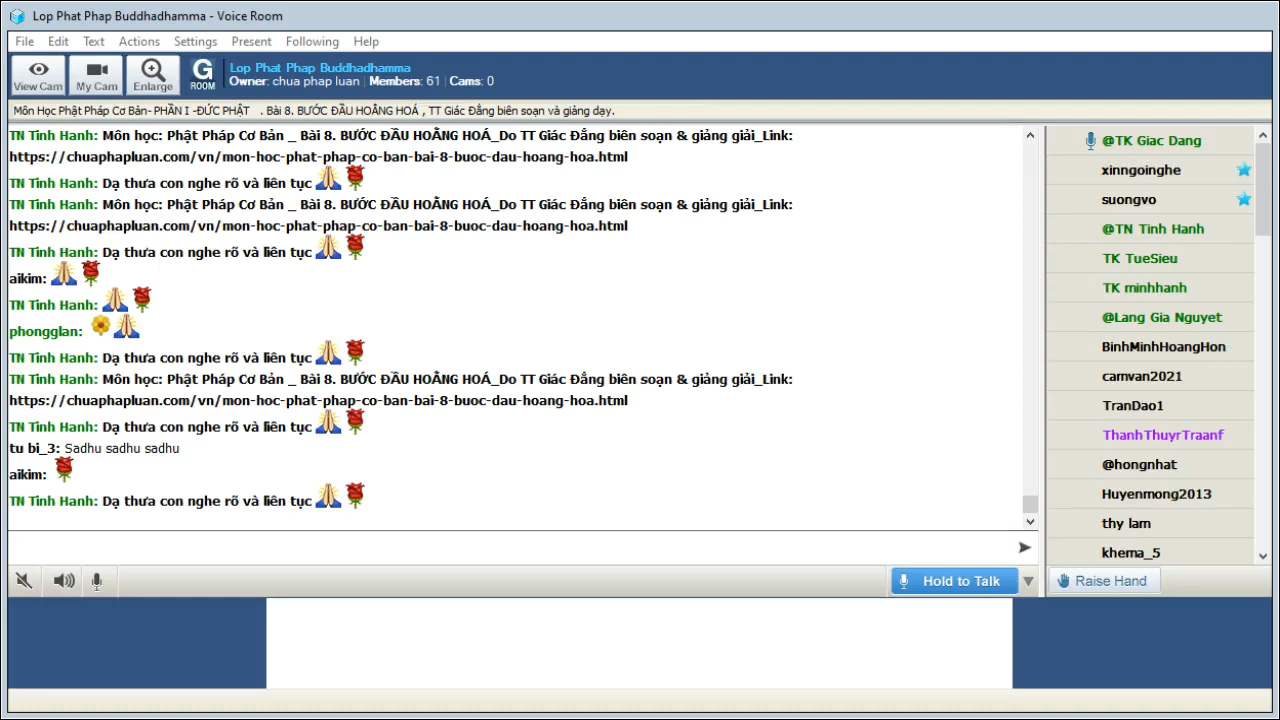 Lop Phat Phap Buddhadhamma - Voice Room
File Edit Text Actions Settings Present Following Help
View Cam My Cam Enlarge G ROOM
Lop Phat Phap Buddhadhamma
Owner: chua phap luan | Members: 61 | Cams: 0
Môn Học Phật Pháp Cơ Bản- PHẦN I -ĐỨC PHẬT . Bài 8. BƯỚC ĐẦU HOẰNG HOÁ , TT Giác Đẳng biên soạn và giảng dạy.
TN Tinh Hanh: Môn học: Phật Pháp Cơ Bản _ Bài 8. BƯỚC ĐẦU HOẰNG HOÁ_Do TT Giác Đẳng biên soạn & giảng giải_Link:
https://chuaphapluan.com/vn/mon-hoc-phat-phap-co-ban-bai-8-buoc-dau-hoang-hoa.html
TN Tinh Hanh: Dạ thưa con nghe rõ và liên tục 🙏🌹
TN Tinh Hanh: Môn học: Phật Pháp Cơ Bản _ Bài 8. BƯỚC ĐẦU HOẰNG HOÁ_Do TT Giác Đẳng biên soạn & giảng giải_Link:
https://chuaphapluan.com/vn/mon-hoc-phat-phap-co-ban-bai-8-buoc-dau-hoang-hoa.html
TN Tinh Hanh: Dạ thưa con nghe rõ và liên tục 🙏🌹
aikim: 🙏🌹
TN Tinh Hanh: 🙏🌹
phongglan: 🌼🙏
TN Tinh Hanh: Dạ thưa con nghe rõ và liên tục 🙏🌹
TN Tinh Hanh: Môn học: Phật Pháp Cơ Bản _ Bài 8. BƯỚC ĐẦU HOẰNG HOÁ_Do TT Giác Đẳng biên soạn & giảng giải_Link:
https://chuaphapluan.com/vn/mon-hoc-phat-phap-co-ban-bai-8-buoc-dau-hoang-hoa.html
TN Tinh Hanh: Dạ thưa con nghe rõ và liên tục 🙏🌹
tu bi_3: Sadhu sadhu sadhu
aikim: 🌹
TN Tinh Hanh: Dạ thưa con nghe rõ và liên tục 🙏🌹
@TK Giac Dang
xinngoinghe
suongvo
@TN Tinh Hanh
TK TueSieu
TK minhhanh
@Lang Gia Nguyet
BinhMinhHoangHon
camvan2021
TranDao1
ThanhThuyrTraanf
@hongnhat
Huyenmong2013
thy lam
khema_5
Hold to Talk
Raise Hand